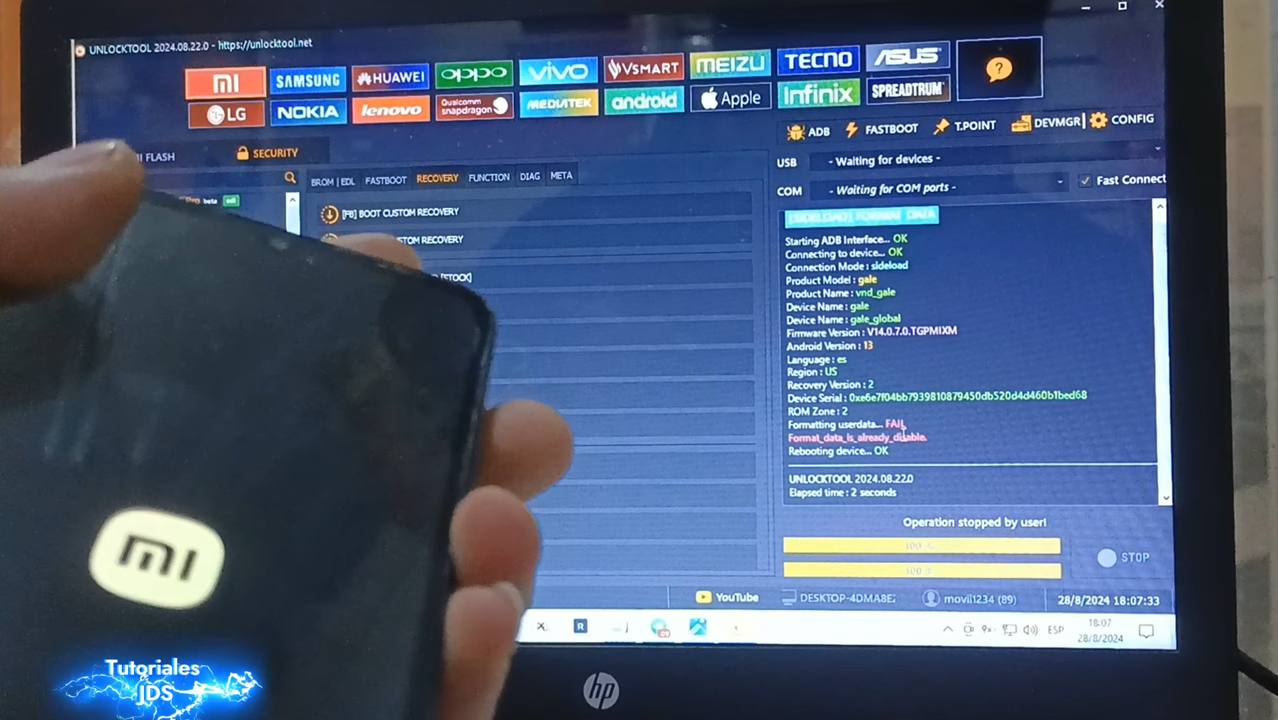 UNLOCKTOOL 2024.08.22.0 - https://unlocktool.net
mi SAMSUNG HUAWEI oppo vivo VSMART MEIZU TECNO ASUS
LG NOKIA lenovo Qualcomm snapdragon MEDIATEK android Apple Infinix SPREADTRUM
ADB FASTBOOT T.POINT DEVMGR CONFIG
FLASH SECURITY
USB - Waiting for devices -
COM - Waiting for COM ports - Fast Connect
beta edl
BROM | EDL FASTBOOT RECOVERY FUNCTION DIAG META
[FB] BOOT CUSTOM RECOVERY
STOM RECOVERY
[STOCK]
[SIDELOAD] FORMAT DATA
Starting ADB Interface... OK
Connecting to device... OK
Connection Mode : sideload
Product Model : gale
Product Name : vnd_gale
Device Name : gale
Device Name : gale_global
Firmware Version : V14.0.7.0.TGPMIXM
Android Version : 13
Language : es
Region : US
Recovery Version : 2
Device Serial : 0xe6e7f04bb7939810879450db520d4d460b1bed68
ROM Zone : 2
Formatting userdata... FAIL
Format_data_is_already_disable.
Rebooting device... OK
UNLOCKTOOL 2024.08.22.0
Elapsed time : 2 seconds
Operation stopped by user!
100 %
100 %
STOP
YouTube DESKTOP-4DMA8E movil1234 (89) 28/8/2024 18:07:33
R ESP 18:07
28/8/2024
hp
mi
Tutoriales
JDS